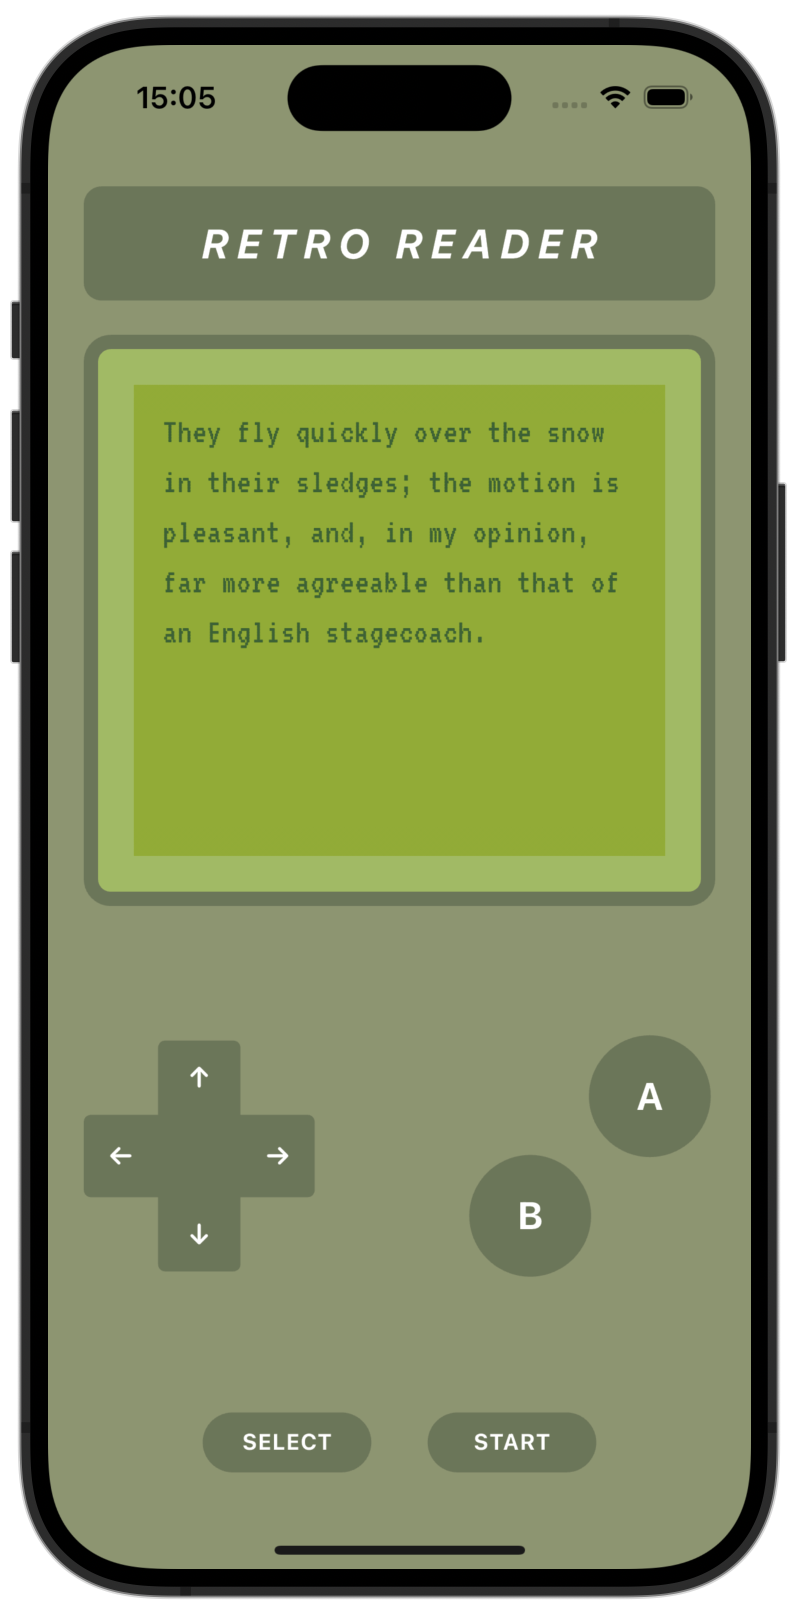 15:05
RETRO READER
They fly quickly over the snow
in their sledges; the motion is
pleasant, and, in my opinion,
far more agreeable than that of
an English stagecoach.
A
B
SELECT
START